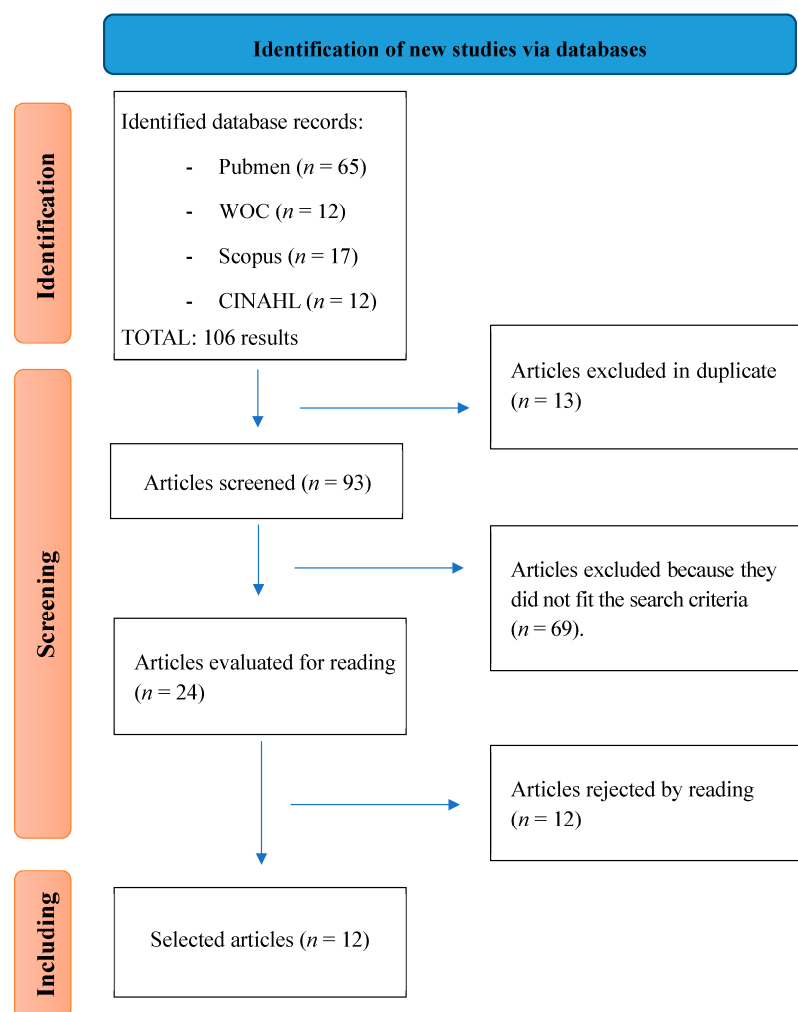 Identification of new studies via databases
Identification
Identified database records:
- Pubmen (n = 65)
- WOC (n = 12)
- Scopus (n = 17)
- CINAHL (n = 12)
TOTAL: 106 results
Articles excluded in duplicate
(n = 13)
Screening
Articles screened (n = 93)
Articles excluded because they
did not fit the search criteria
(n = 69).
Articles evaluated for reading
(n = 24)
Articles rejected by reading
(n = 12)
Including
Selected articles (n = 12)